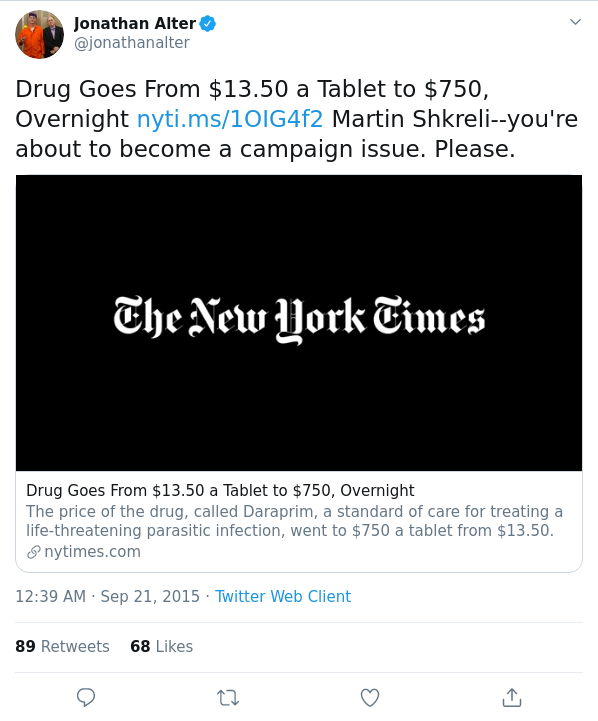 Jonathan Alter
@jonathanalter
Drug Goes From $13.50 a Tablet to $750,
Overnight nyti.ms/1OIG4f2 Martin Shkreli--you're
about to become a campaign issue. Please.
The New York Times
Drug Goes From $13.50 a Tablet to $750, Overnight
The price of the drug, called Daraprim, a standard of care for treating a
life-threatening parasitic infection, went to $750 a tablet from $13.50.
nytimes.com
12:39 AM · Sep 21, 2015 · Twitter Web Client
89 Retweets 68 Likes